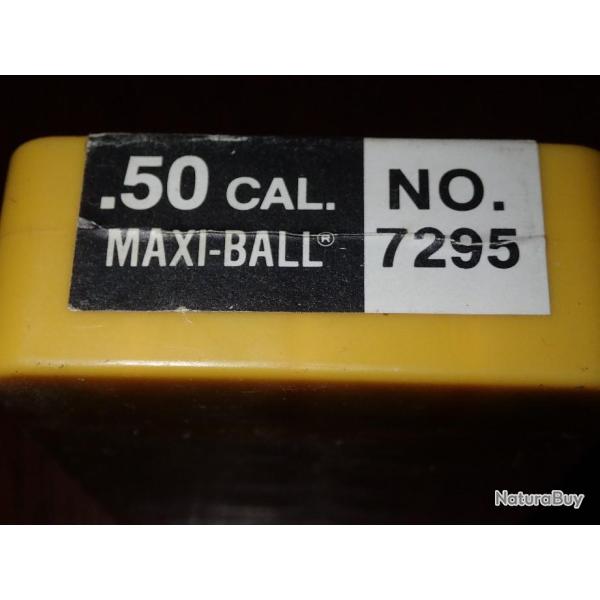 .50 CAL.
MAXI-BALL®
NO.
7295
NaturaBuy